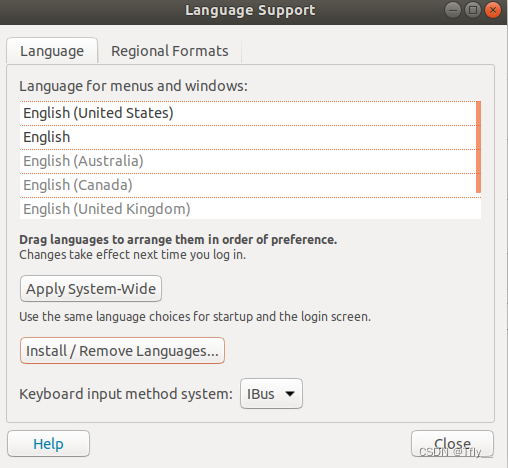 Language Support
Language
Regional Formats
Language for menus and windows:
English (United States)
English
English (Australia)
English (Canada)
English (United Kingdom)
Drag languages to arrange them in order of preference.
Changes take effect next time you log in.
Apply System-Wide
Use the same language choices for startup and the login screen.
Install / Remove Languages...
Keyboard input method system: IBus
Help
Close
CSDN @Tfly__